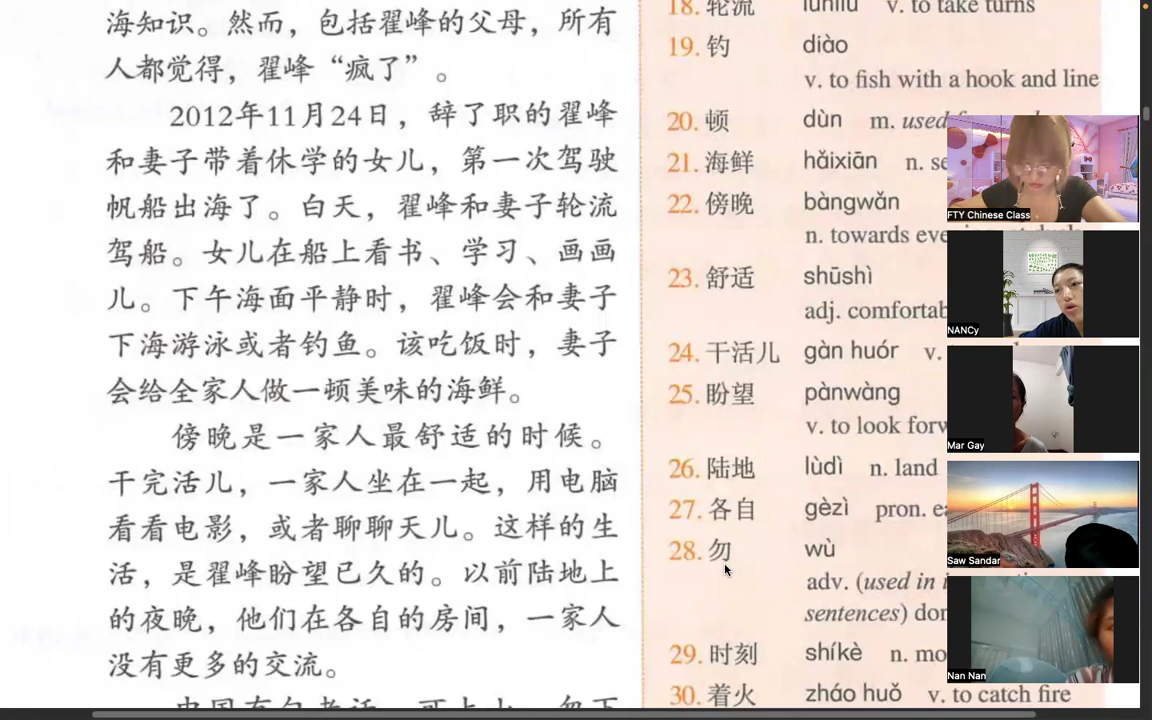 海知识。然而，包括翟峰的父母，所有
人都觉得，翟峰“疯了”。
2012年11月24日，辞了职的翟峰
和妻子带着休学的女儿，第一次驾驶
帆船出海了。白天，翟峰和妻子轮流
驾船。女儿在船上看书、学习、画画
儿。下午海面平静时，翟峰会和妻子
下海游泳或者钓鱼。该吃饭时，妻子
会给全家人做一顿美味的海鲜。
傍晚是一家人最舒适的时候。
干完活儿，一家人坐在一起，用电脑
看看电影，或者聊聊天儿。这样的生
活，是翟峰盼望已久的。以前陆地上
的夜晚，他们在各自的房间，一家人
没有更多的交流。
18. 轮流 lúnliú v. to take turns
19. 钓 diào
v. to fish with a hook and line
20. 顿 dùn m. used
21. 海鲜 hǎixiān n.
22. 傍晚 bàngwǎn
n. towards
23. 舒适 shūshì
adj.
24. 干活儿 gàn huór v.
25. 盼望 pànwàng
v. to look
26. 陆地 lùdì n. land
27. 各自 gèzì pron.
28. 勿 wù
adv. (used in
sentences)
29. 时刻 shíkè n.
30. 着火 zháo huǒ v. to catch fire
FTY Chinese Class
NANCy
Mar Gay
Saw Sandar
Nan Nan